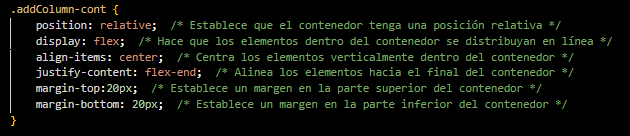 .addColumn-cont {
position: relative;  /* Establece que el contenedor tenga una posición relativa */
display: flex;  /* Hace que los elementos dentro del contenedor se distribuyan en línea */
align-items: center;  /* Centra los elementos verticalmente dentro del contenedor */
justify-content: flex-end;  /* Alinea los elementos hacia el final del contenedor */
margin-top:20px;  /* Establece un margen en la parte superior del contenedor */
margin-bottom: 20px;  /* Establece un margen en la parte inferior del contenedor */
}